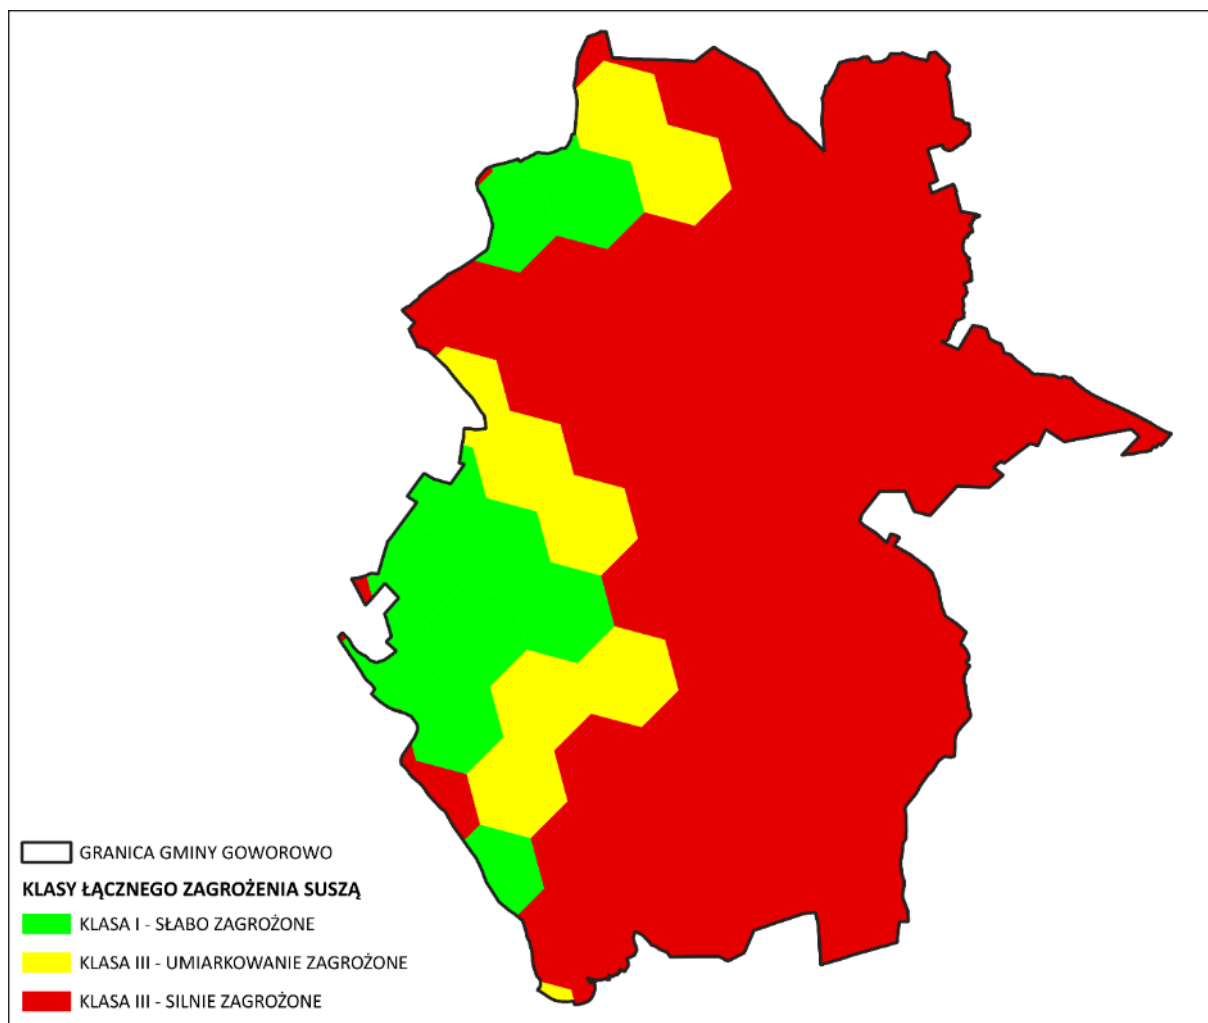 GRANICA GMINY GOWOROWO
KLASY ŁĄCZNEGO ZAGROŻENIA SUSZĄ
KLASA I - SŁABO ZAGROŻONE
KLASA III - UMIARKOWANIE ZAGROŻONE
KLASA III - SILNIE ZAGROŻONE